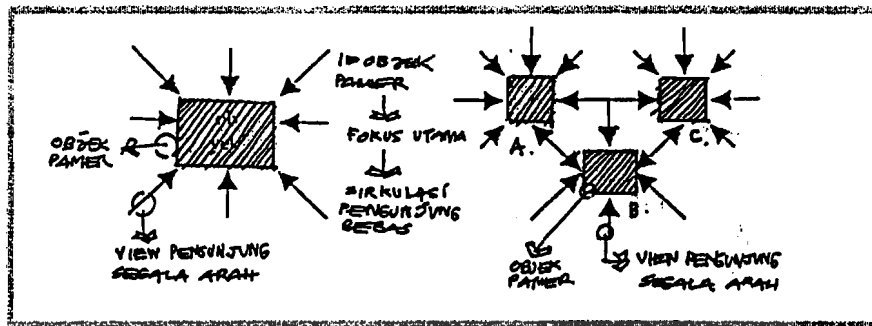 1 OBJEK
PAMER
FOKUS UTAMA
SIRKULASI
PENGUNJUNG
BEBAS
OBJEK
PAMER
VIEW PENGUNJUNG
SEGALA ARAH
A.
C.
B.
OBJEK
PAMER
VIEW PENGUNJUNG
SEGALA ARAH